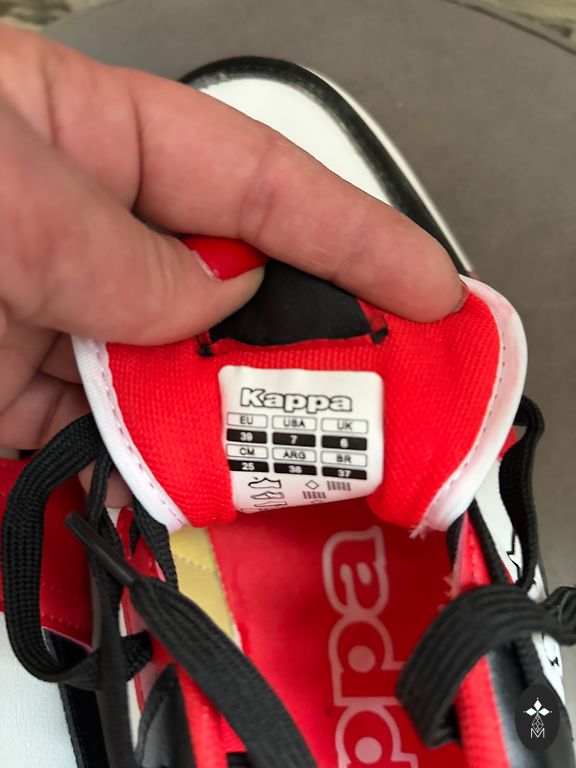 Kappa
EU USA UK
39 7 6
CM ARG BR
25 38 37
Kappa
M